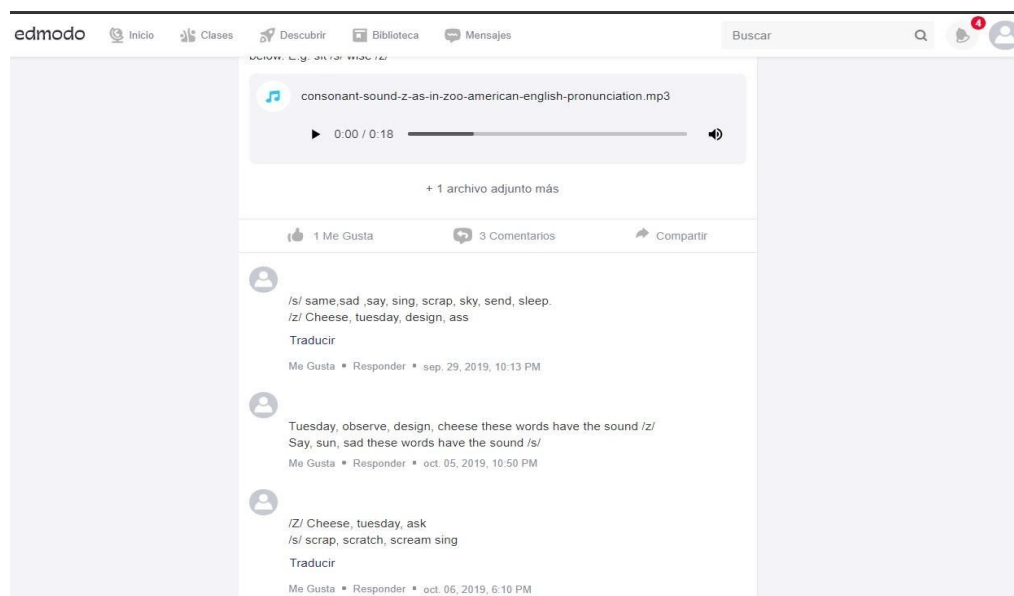 edmodo Inicio Clases Descubrir Biblioteca Mensajes Buscar 4
below. E.g. sit /s/ wise /z/
consonant-sound-z-as-in-zoo-american-english-pronunciation.mp3
0:00 / 0:18
+ 1 archivo adjunto más
1 Me Gusta 3 Comentarios Compartir
/s/ same,sad ,say, sing, scrap, sky, send, sleep.
/z/ Cheese, tuesday, design, ass
Traducir
Me Gusta ▪ Responder ▪ sep. 29, 2019, 10:13 PM
Tuesday, observe, design, cheese these words have the sound /z/
Say, sun, sad these words have the sound /s/
Me Gusta ▪ Responder ▪ oct. 05, 2019, 10:50 PM
/Z/ Cheese, tuesday, ask
/s/ scrap, scratch, scream sing
Traducir
Me Gusta ▪ Responder ▪ oct. 06, 2019, 6:10 PM